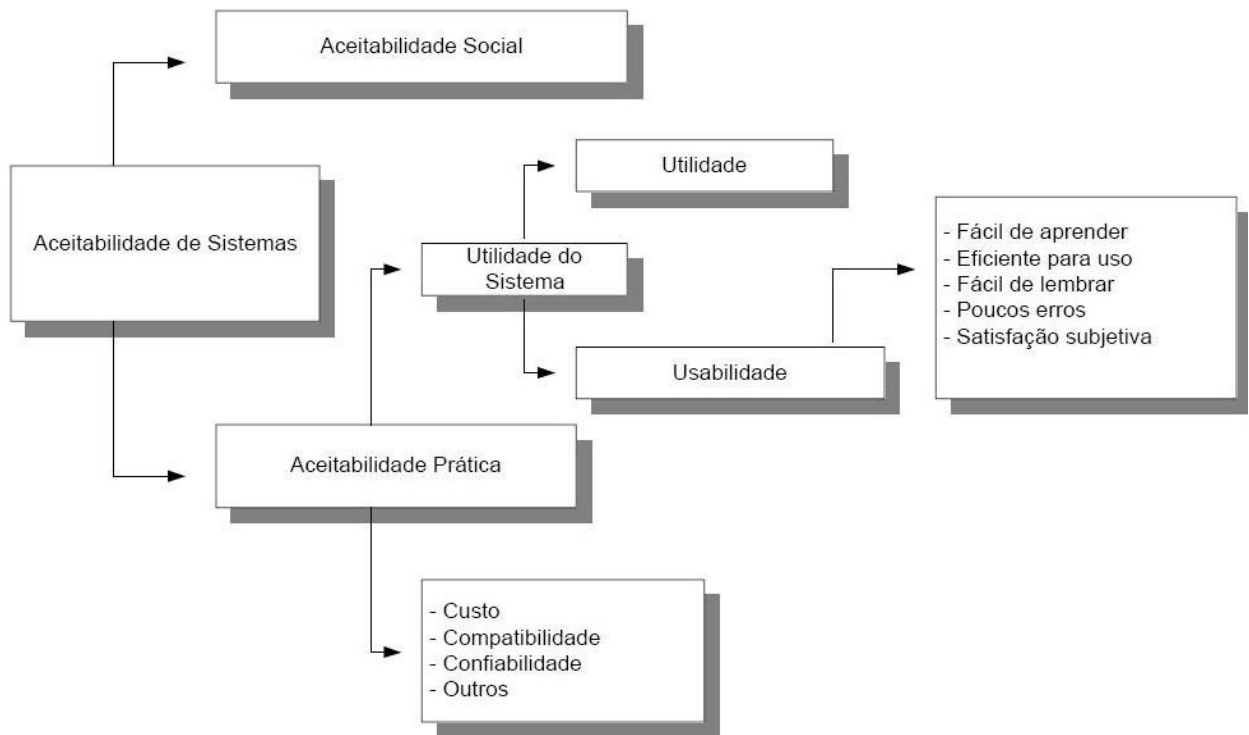 Aceitabilidade Social
Aceitabilidade de Sistemas
Utilidade
Utilidade do
Sistema
Usabilidade
- Fácil de aprender
- Eficiente para uso
- Fácil de lembrar
- Poucos erros
- Satisfação subjetiva
Aceitabilidade Prática
- Custo
- Compatibilidade
- Confiabilidade
- Outros